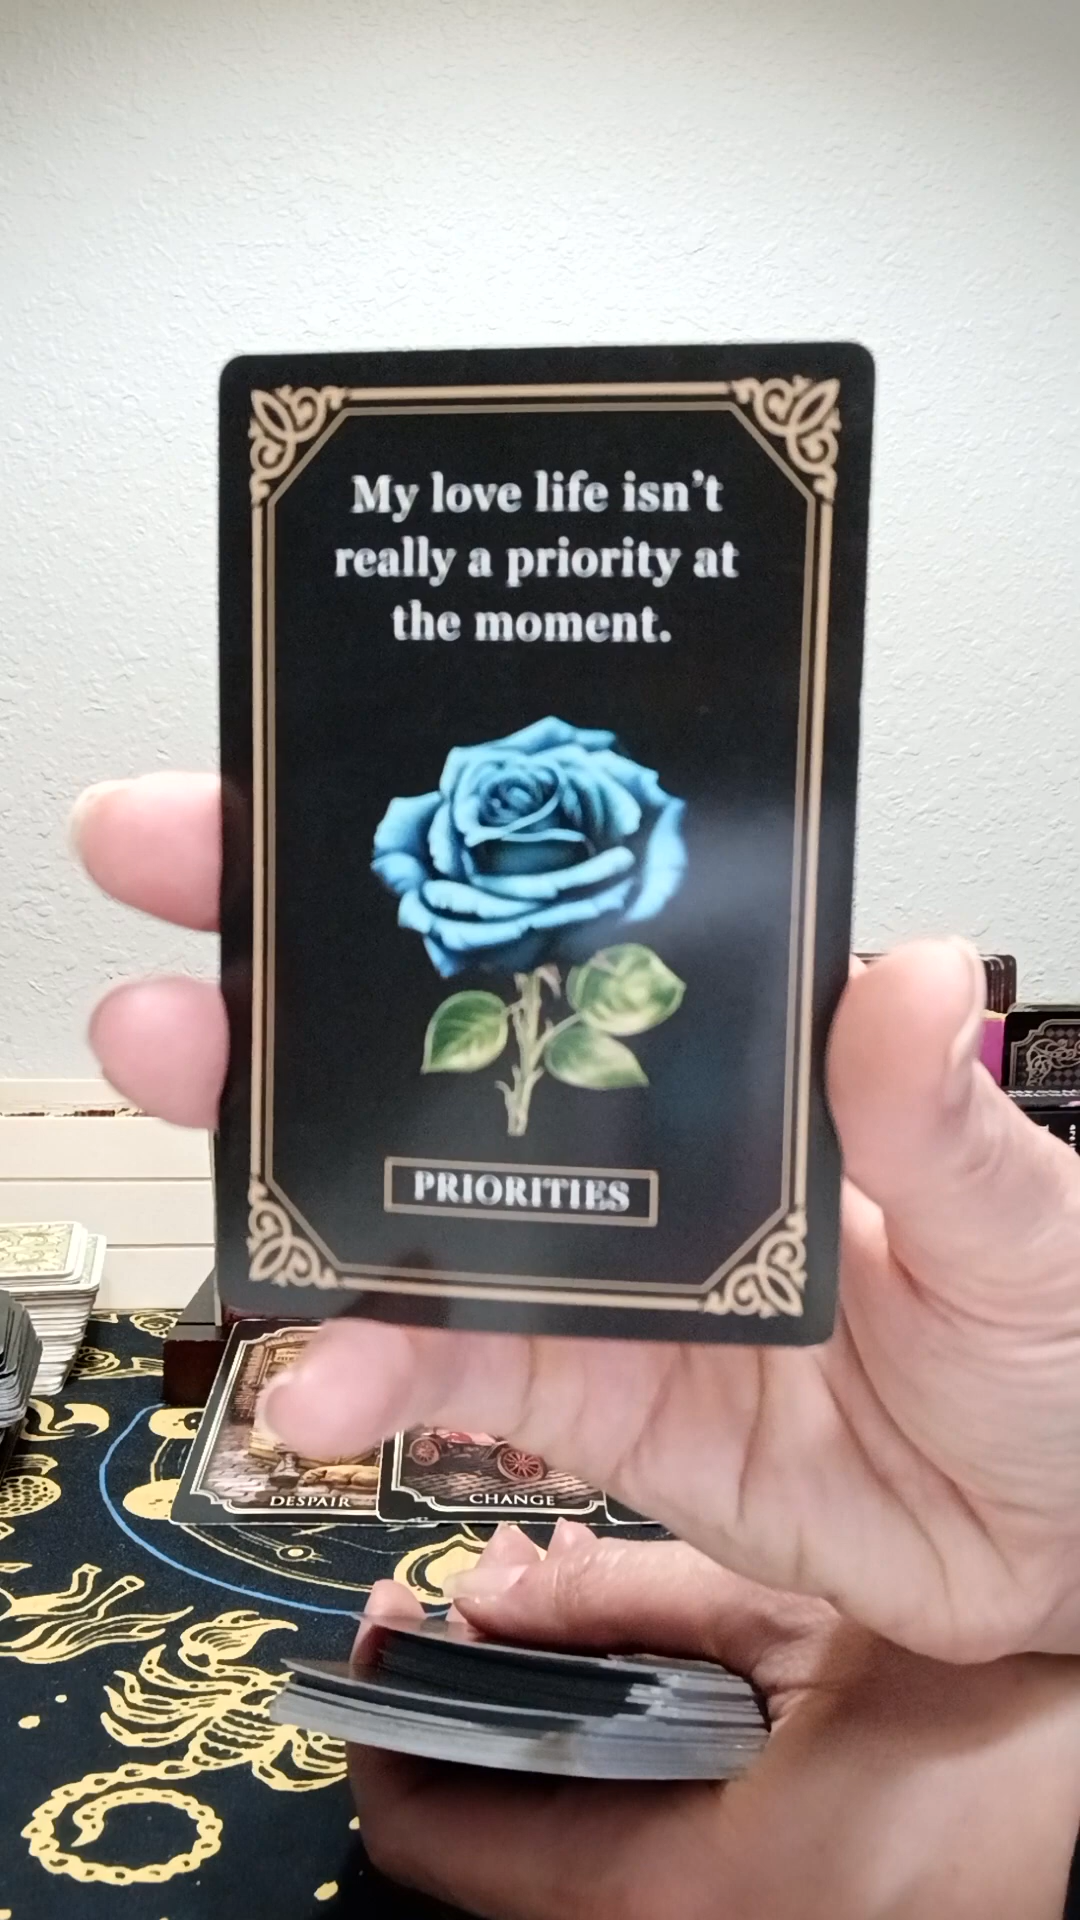 My love life isn't
really a priority at
the moment.
PRIORITIES
DESPAIR
CHANGE